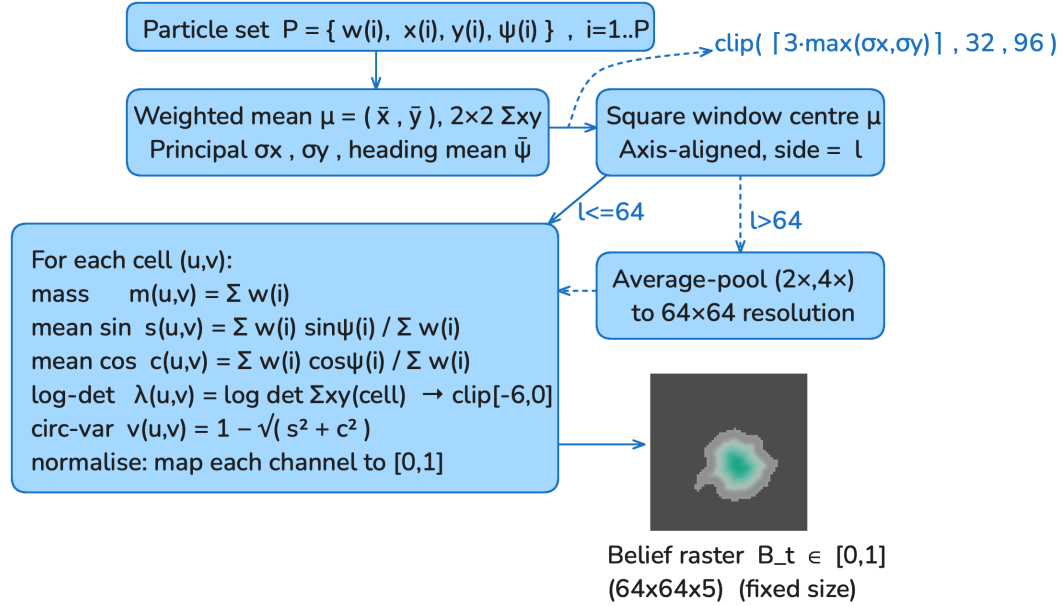 Particle set P = { w(i), x(i), y(i), ψ(i) } , i=1..P
clip( ⌈3·max(σx,σy)⌉ , 32 , 96 )
Weighted mean μ = ( x̄ , ȳ ), 2×2 Σxy
Principal σx , σy , heading mean ψ̄
Square window centre μ
Axis-aligned, side = l
l<=64
l>64
Average-pool (2×,4×)
to 64×64 resolution
For each cell (u,v):
mass m(u,v) = Σ w(i)
mean sin s(u,v) = Σ w(i) sinψ(i) / Σ w(i)
mean cos c(u,v) = Σ w(i) cosψ(i) / Σ w(i)
log-det λ(u,v) = log det Σxy(cell) → clip[-6,0]
circ-var v(u,v) = 1 − √( s² + c² )
normalise: map each channel to [0,1]
Belief raster B_t ∈ [0,1]
(64x64x5) (fixed size)